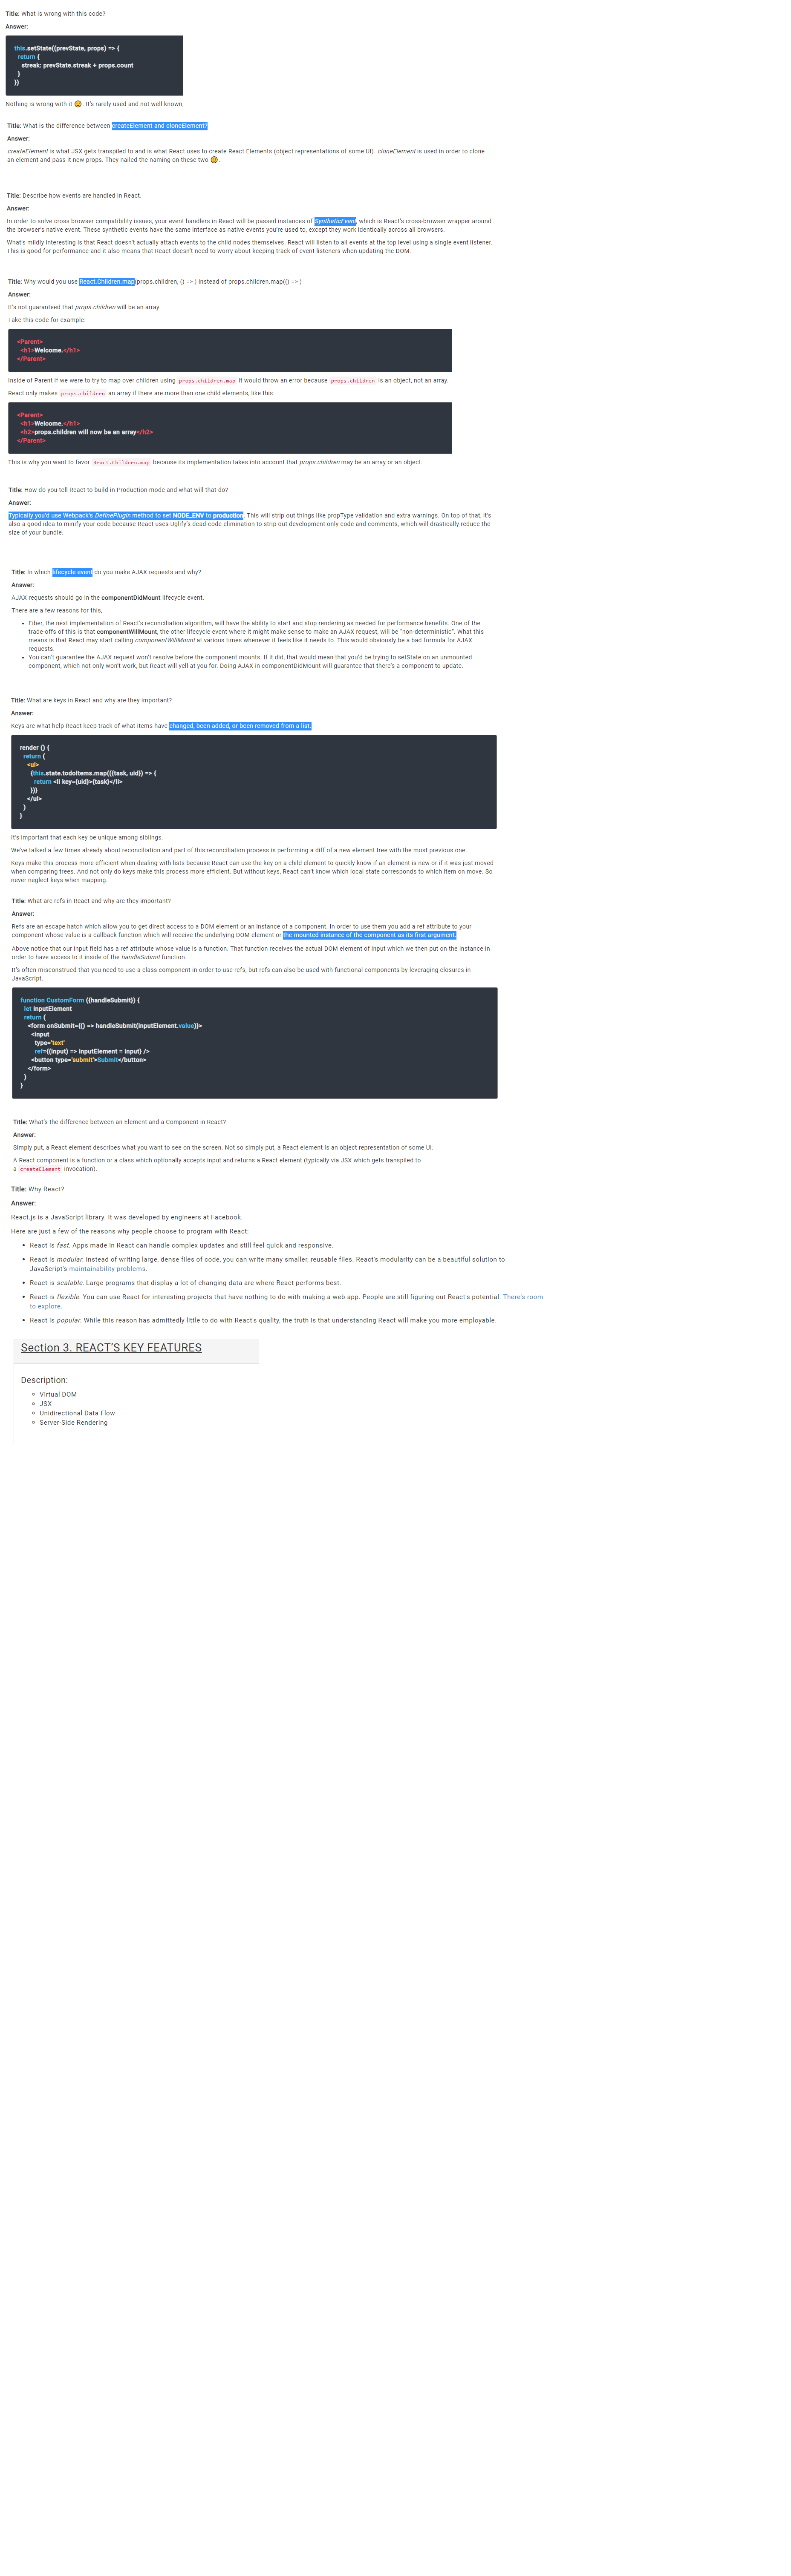 Title: What is wrong with this code?
Answer:
this.setState((prevState, props) => {
return {
streak: prevState.streak + props.count
}
})
Nothing is wrong with it 😊. It's rarely used and not well known,
Title: What is the difference between createElement and cloneElement?
Answer:
createElement is what JSX gets transpiled to and is what React uses to create React Elements (object representations of some UI). cloneElement is used in order to clone
an element and pass it new props. They nailed the naming on these two 😊.
Title: Describe how events are handled in React.
Answer:
In order to solve cross browser compatibility issues, your event handlers in React will be passed instances of SyntheticEvent, which is React's cross-browser wrapper around
the browser's native event. These synthetic events have the same interface as native events you're used to, except they work identically across all browsers.
What's mildly interesting is that React doesn't actually attach events to the child nodes themselves. React will listen to all events at the top level using a single event listener.
This is good for performance and it also means that React doesn't need to worry about keeping track of event listeners when updating the DOM.
Title: Why would you use React.Children.map(props.children, () => ) instead of props.children.map(() => )
Answer:
It's not guaranteed that props.children will be an array.
Take this code for example:
<Parent>
<h1>Welcome.</h1>
</Parent>
Inside of Parent if we were to try to map over children using props.children.map it would throw an error because props.children is an object, not an array.
React only makes props.children an array if there are more than one child elements, like this:
<Parent>
<h1>Welcome.</h1>
<h2>props.children will now be an array</h2>
</Parent>
This is why you want to favor React.Children.map because its implementation takes into account that props.children may be an array or an object.
Title: How do you tell React to build in Production mode and what will that do?
Answer:
Typically you'd use Webpack's DefinePlugin method to set NODE_ENV to production. This will strip out things like propType validation and extra warnings. On top of that, it's
also a good idea to minify your code because React uses Uglify's dead-code elimination to strip out development only code and comments, which will drastically reduce the
size of your bundle.
Title: In which lifecycle event do you make AJAX requests and why?
Answer:
AJAX requests should go in the componentDidMount lifecycle event.
There are a few reasons for this,
• Fiber, the next implementation of React's reconciliation algorithm, will have the ability to start and stop rendering as needed for performance benefits. One of the
trade-offs of this is that componentWillMount, the other lifecycle event where it might make sense to make an AJAX request, will be "non-deterministic". What this
means is that React may start calling componentWillMount at various times whenever it feels like it needs to. This would obviously be a bad formula for AJAX
requests.
• You can't guarantee the AJAX request won't resolve before the component mounts. If it did, that would mean that you'd be trying to setState on an unmounted
component, which not only won't work, but React will yell at you for. Doing AJAX in componentDidMount will guarantee that there's a component to update.
Title: What are keys in React and why are they important?
Answer:
Keys are what help React keep track of what items have changed, been added, or been removed from a list.
render () {
return (
<ul>
{this.state.todoItems.map(({task, uid}) => {
return <li key={uid}>{task}</li>
})}
</ul>
)
}
It's important that each key be unique among siblings.
We've talked a few times already about reconciliation and part of this reconciliation process is performing a diff of a new element tree with the most previous one.
Keys make this process more efficient when dealing with lists because React can use the key on a child element to quickly know if an element is new or if it was just moved
when comparing trees. And not only do keys make this process more efficient. But without keys, React can't know which local state corresponds to which item on move. So
never neglect keys when mapping.
Title: What are refs in React and why are they important?
Answer:
Refs are an escape hatch which allow you to get direct access to a DOM element or an instance of a component. In order to use them you add a ref attribute to your
component whose value is a callback function which will receive the underlying DOM element or the mounted instance of the component as its first argument.
Above notice that our input field has a ref attribute whose value is a function. That function receives the actual DOM element of input which we then put on the instance in
order to have access to it inside of the handleSubmit function.
It's often misconstrued that you need to use a class component in order to use refs, but refs can also be used with functional components by leveraging closures in
JavaScript.
function CustomForm ({handleSubmit}) {
let inputElement
return (
<form onSubmit={() => handleSubmit(inputElement.value)}>
<input
type='text'
ref={(input) => inputElement = input} />
<button type='submit'>Submit</button>
</form>
)
}
Title: What's the difference between an Element and a Component in React?
Answer:
Simply put, a React element describes what you want to see on the screen. Not so simply put, a React element is an object representation of some UI.
A React component is a function or a class which optionally accepts input and returns a React element (typically via JSX which gets transpiled to
a createElement invocation).
Title: Why React?
Answer:
React.js is a JavaScript library. It was developed by engineers at Facebook.
Here are just a few of the reasons why people choose to program with React:
• React is fast. Apps made in React can handle complex updates and still feel quick and responsive.
• React is modular. Instead of writing large, dense files of code, you can write many smaller, reusable files. React's modularity can be a beautiful solution to
JavaScript's maintainability problems.
• React is scalable. Large programs that display a lot of changing data are where React performs best.
• React is flexible. You can use React for interesting projects that have nothing to do with making a web app. People are still figuring out React's potential. There's room
to explore.
• React is popular. While this reason has admittedly little to do with React's quality, the truth is that understanding React will make you more employable.
Section 3. REACT'S KEY FEATURES
Description:
Virtual DOM
JSX
Unidirectional Data Flow
Server-Side Rendering